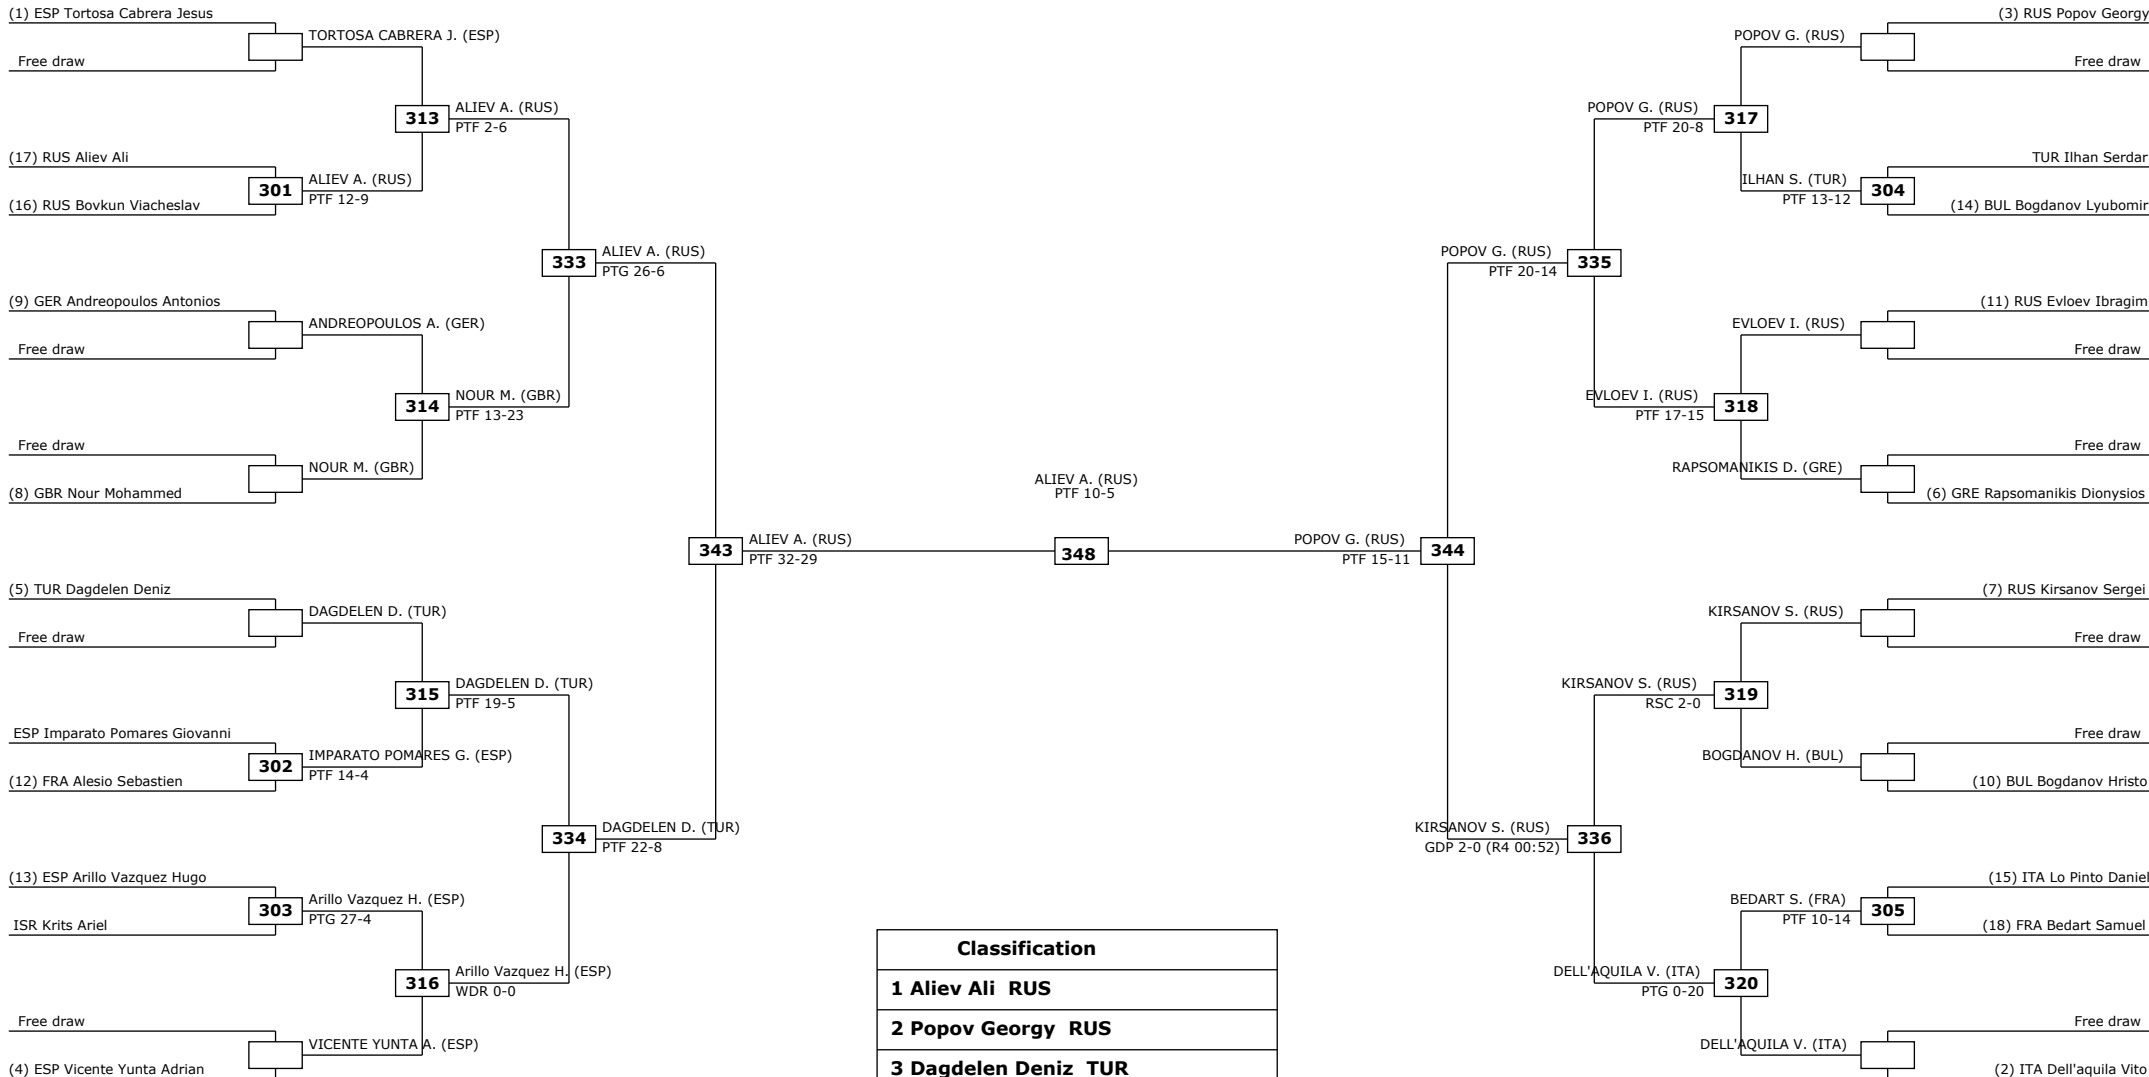 (1) ESP Tortosa Cabrera Jesus
TORTOSA CABRERA J. (ESP)
Free draw
ALIEV A. (RUS)
313
PTF 2-6
(17) RUS Aliev Ali
ALIEV A. (RUS)
301
PTF 12-9
(16) RUS Bovkun Viacheslav
ALIEV A. (RUS)
333
PTG 26-6
(9) GER Andreopoulos Antonios
ANDREOPOULOS A. (GER)
Free draw
NOUR M. (GBR)
314
PTF 13-23
Free draw
NOUR M. (GBR)
(8) GBR Nour Mohammed
343
ALIEV A. (RUS)
PTF 32-29
(5) TUR Dagdelen Deniz
DAGDELEN D. (TUR)
Free draw
315
DAGDELEN D. (TUR)
PTF 19-5
ESP Imparato Pomares Giovanni
302
IMPARATO POMARES G. (ESP)
PTF 14-4
(12) FRA Alesio Sebastien
334
DAGDELEN D. (TUR)
PTF 22-8
(13) ESP Arillo Vazquez Hugo
303
Arillo Vazquez H. (ESP)
PTG 27-4
ISR Krits Ariel
316
Arillo Vazquez H. (ESP)
WDR 0-0
Free draw
VICENTE YUNTA A. (ESP)
(4) ESP Vicente Yunta Adrian
ALIEV A. (RUS)
PTF 10-5
348
Classification
1 Aliev Ali RUS
2 Popov Georgy RUS
3 Dagdelen Deniz TUR
(3) RUS Popov Georgy
POPOV G. (RUS)
Free draw
POPOV G. (RUS)
317
PTF 20-8
TUR Ilhan Serdar
ILHAN S. (TUR)
304
PTF 13-12
(14) BUL Bogdanov Lyubomir
POPOV G. (RUS)
335
PTF 20-14
(11) RUS Evloev Ibragim
EVLOEV I. (RUS)
Free draw
EVLOEV I. (RUS)
318
PTF 17-15
Free draw
RAPSOMANIKIS D. (GRE)
(6) GRE Rapsomanikis Dionysios
POPOV G. (RUS)
344
PTF 15-11
(7) RUS Kirsanov Sergei
KIRSANOV S. (RUS)
Free draw
KIRSANOV S. (RUS)
319
RSC 2-0
Free draw
BOGDANOV H. (BUL)
(10) BUL Bogdanov Hristo
KIRSANOV S. (RUS)
336
GDP 2-0 (R4 00:52)
(15) ITA Lo Pinto Daniel
BEDART S. (FRA)
305
PTF 10-14
(18) FRA Bedart Samuel
DELL'AQUILA V. (ITA)
320
PTG 0-20
Free draw
DELL'AQUILA V. (ITA)
(2) ITA Dell'aquila Vito